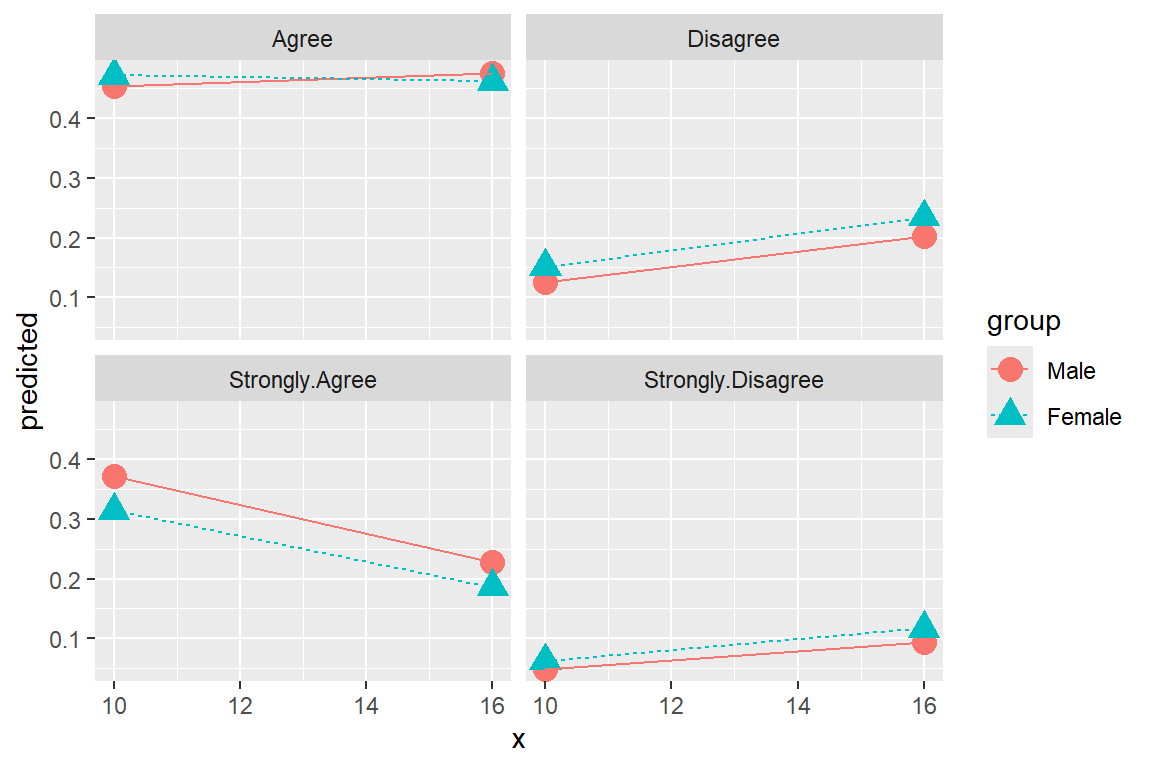 Agree
Disagree
0.4
0.3
0.2
0.1
Strongly.Agree
Strongly.Disagree
0.4
0.3
0.2
0.1
10 12 14 16
10 12 14 16
x
predicted
group
Male
Female